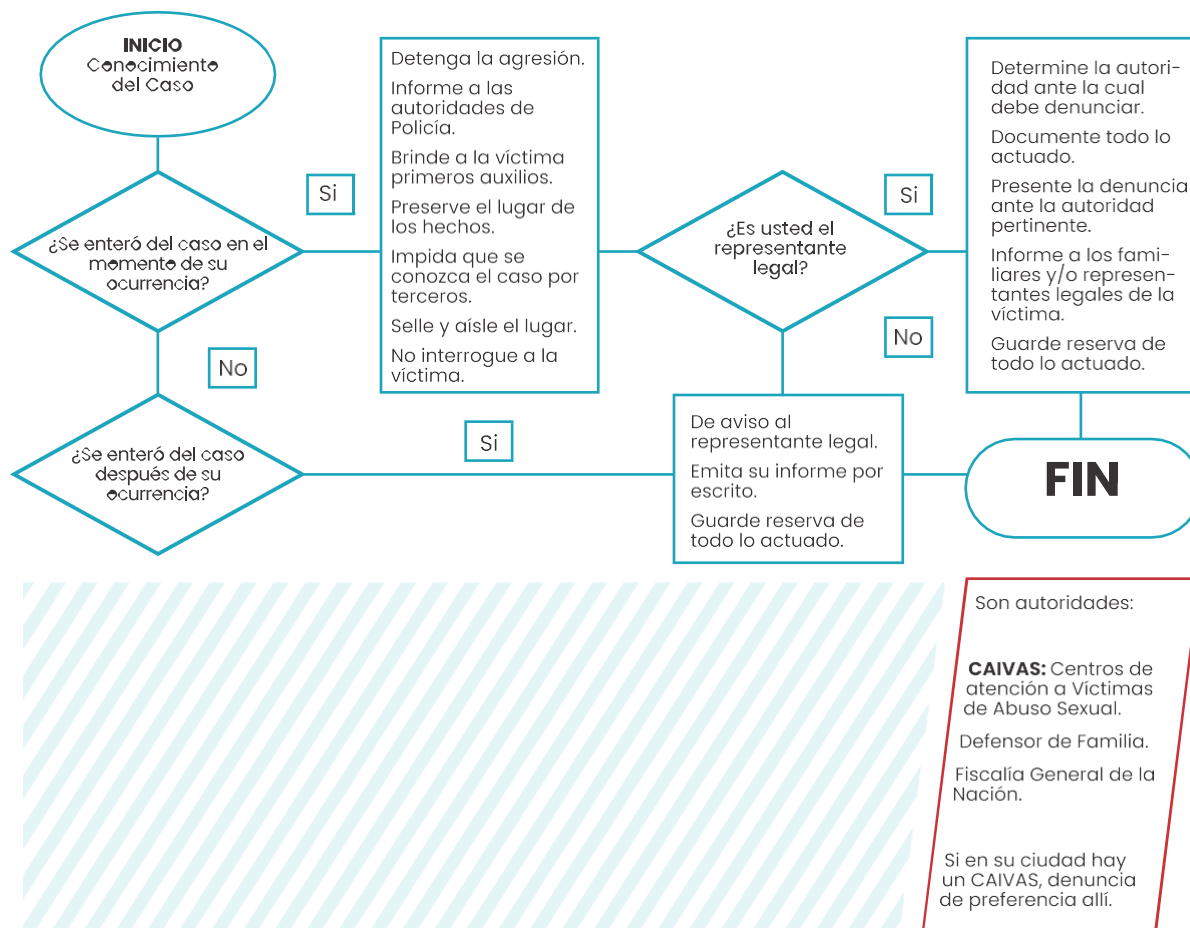 INICIO
Conocimiento
del Caso
¿Se enteró del caso en el
momento de su
ocurrencia?
Si
No
Detenga la agresión.
Informe a las
autoridades de
Policía.
Brinde a la víctima
primeros auxilios.
Preserve el lugar de
los hechos.
Impida que se
conozca el caso por
terceros.
Selle y aísle el lugar.
No interrogue a la
víctima.
¿Es usted el
representante
legal?
Si
No
Determine la autori-
dad ante la cual
debe denunciar.
Documente todo lo
actuado.
Presente la denuncia
ante la autoridad
pertinente.
Informe a los fami-
liares y/o represen-
tantes legales de la
víctima.
Guarde reserva de
todo lo actuado.
¿Se enteró del caso
después de su
ocurrencia?
Si
De aviso al
representante legal.
Emita su informe por
escrito.
Guarde reserva de
todo lo actuado.
FIN
Son autoridades:
CAIVAS: Centros de
atención a Víctimas
de Abuso Sexual.
Defensor de Familia.
Fiscalía General de la
Nación.
Si en su ciudad hay
un CAIVAS, denuncia
de preferencia allí.